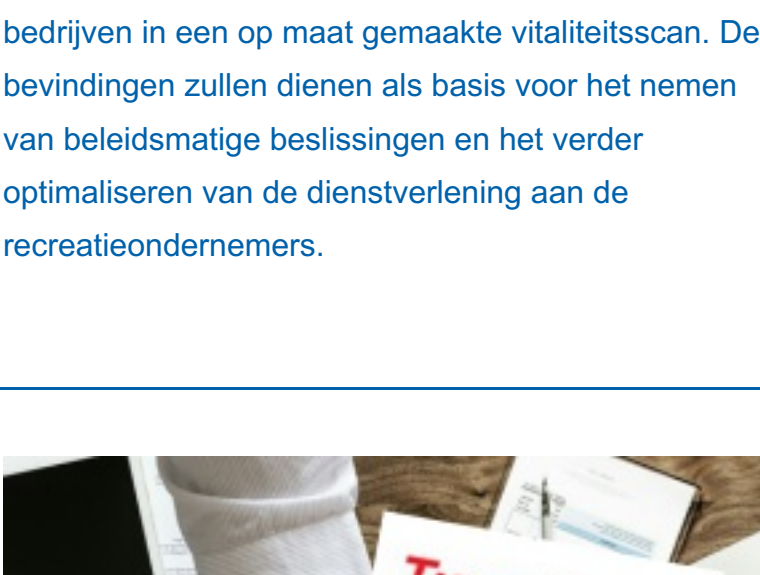 bedrijven in een op maat gemaakte vitaliteitsscan. De
bevindingen zullen dienen als basis voor het nemen
van beleidsmatige beslissingen en het verder
optimaliseren van de dienstverlening aan de
recreatieondernemers.